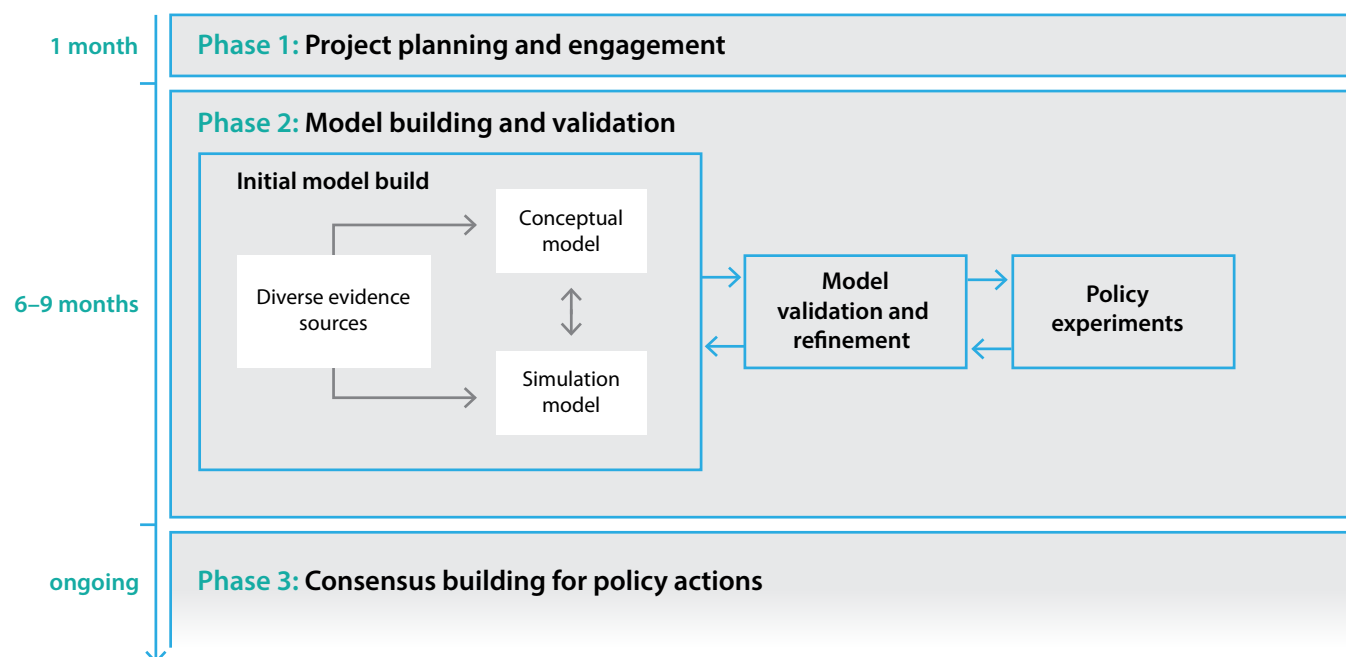 1 month
Phase 1: Project planning and engagement
Phase 2: Model building and validation
Initial model build
Conceptual
model
6–9 months
Diverse evidence
sources
Simulation
model
Model
validation and
refinement
Policy
experiments
ongoing
Phase 3: Consensus building for policy actions